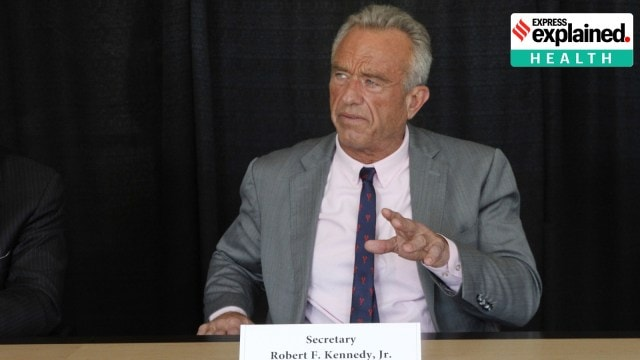 EXPRESS
explained.
HEALTH
Secretary
Robert F. Kennedy, Jr.